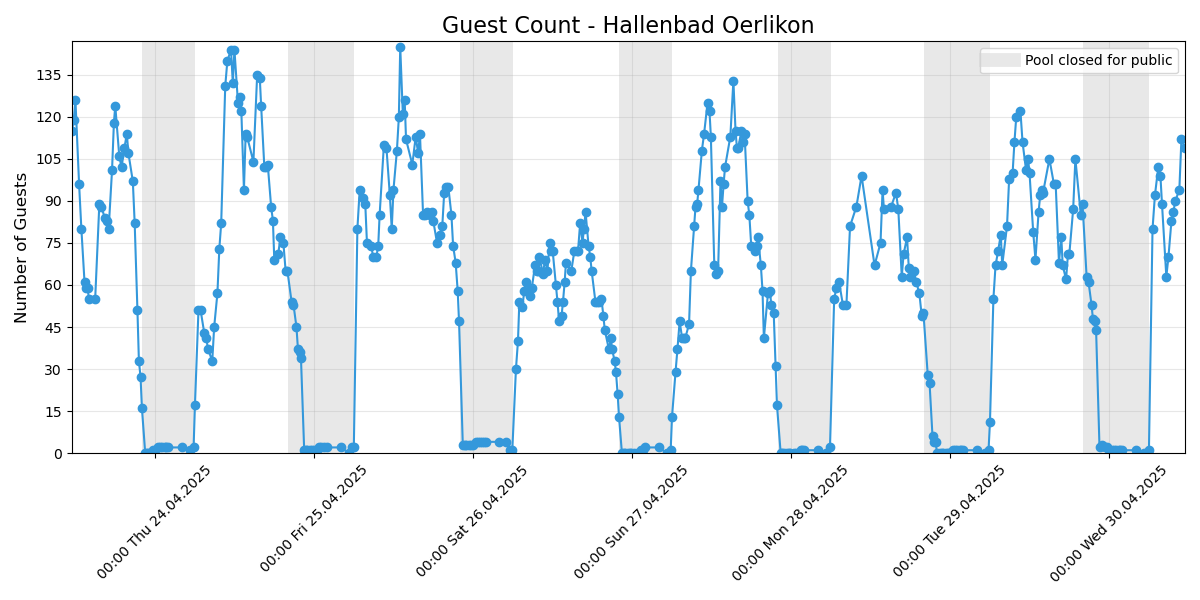 Guest Count - Hallenbad Oerlikon
Pool closed for public
Number of Guests
135
120
105
90
75
60
45
30
15
0
00:00 Thu 24.04.2025
00:00 Fri 25.04.2025
00:00 Sat 26.04.2025
00:00 Sun 27.04.2025
00:00 Mon 28.04.2025
00:00 Tue 29.04.2025
00:00 Wed 30.04.2025